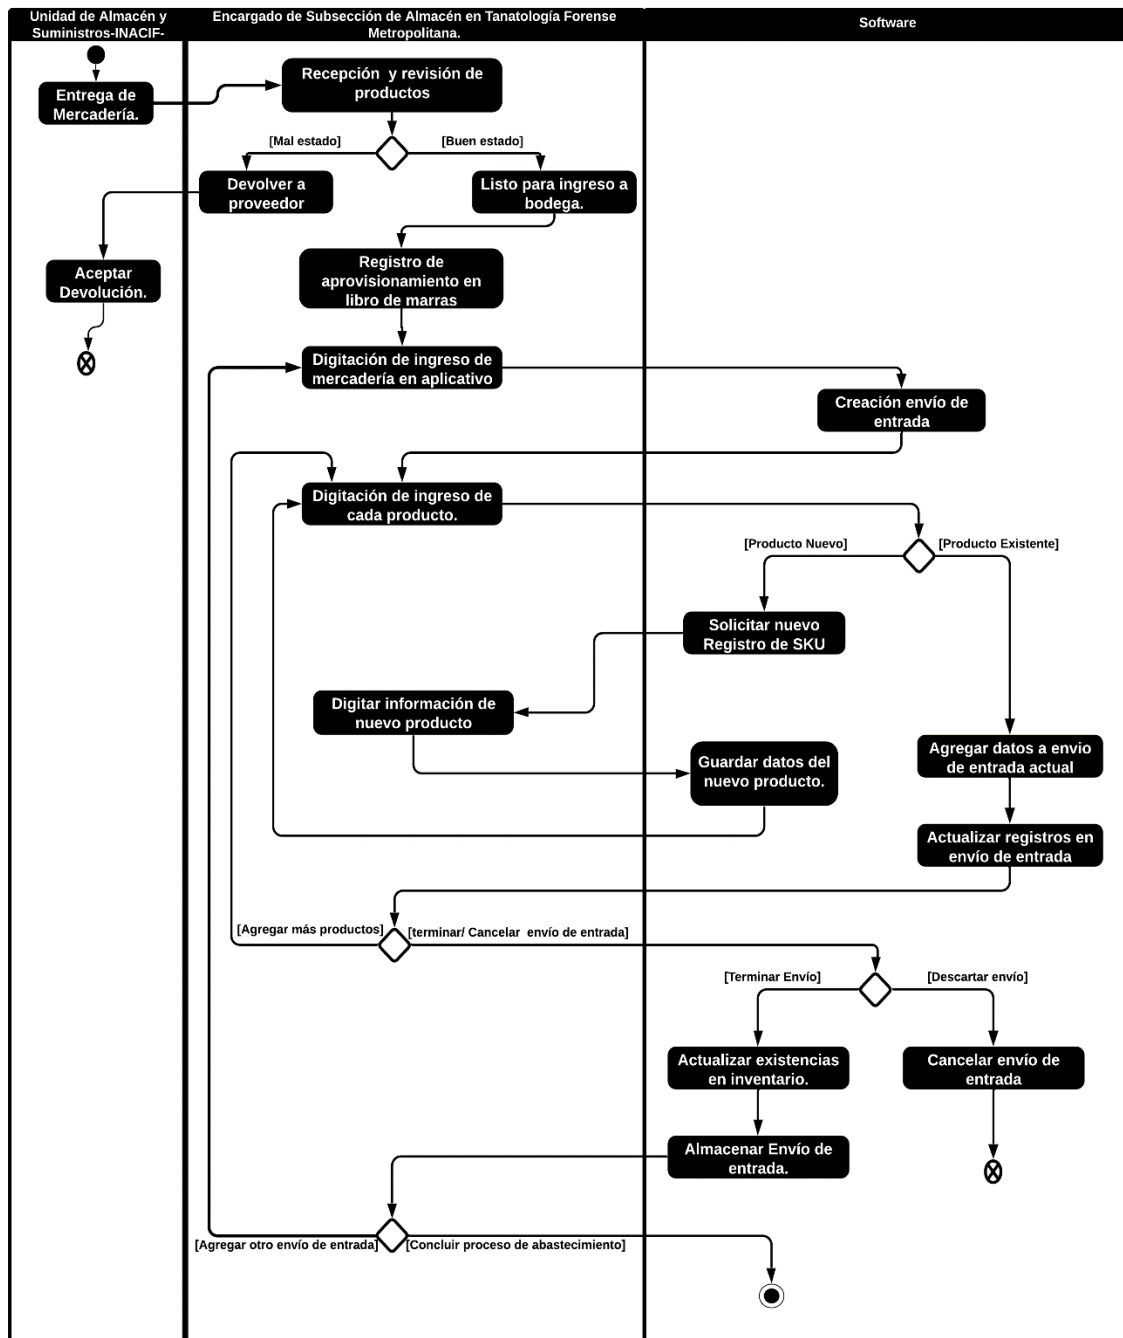 Unidad de Almacén y
Suministros-INACIF-
Encargado de Subsección de Almacén en Tanatología Forense
Metropolitana.
Software
Entrega de
Mercadería.
Recepción y revisión de
productos
[Mal estado]
[Buen estado]
Devolver a
proveedor
Listo para ingreso a
bodega.
Aceptar
Devolución.
Registro de
aprovisionamiento en
libro de marras
Digitación de ingreso de
mercadería en aplicativo
Creación envío de
entrada
Digitación de ingreso de
cada producto.
[Producto Nuevo]
[Producto Existente]
Solicitar nuevo
Registro de SKU
Digitar información de
nuevo producto
Guardar datos del
nuevo producto.
Agregar datos a envio
de entrada actual
Actualizar registros en
envío de entrada
[Agregar más productos]
[terminar/ Cancelar envío de entrada]
[Terminar Envío]
[Descartar envío]
Actualizar existencias
en inventario.
Cancelar envío de
entrada
Almacenar Envío de
entrada.
[Agregar otro envío de entrada]
[Concluir proceso de abastecimiento]